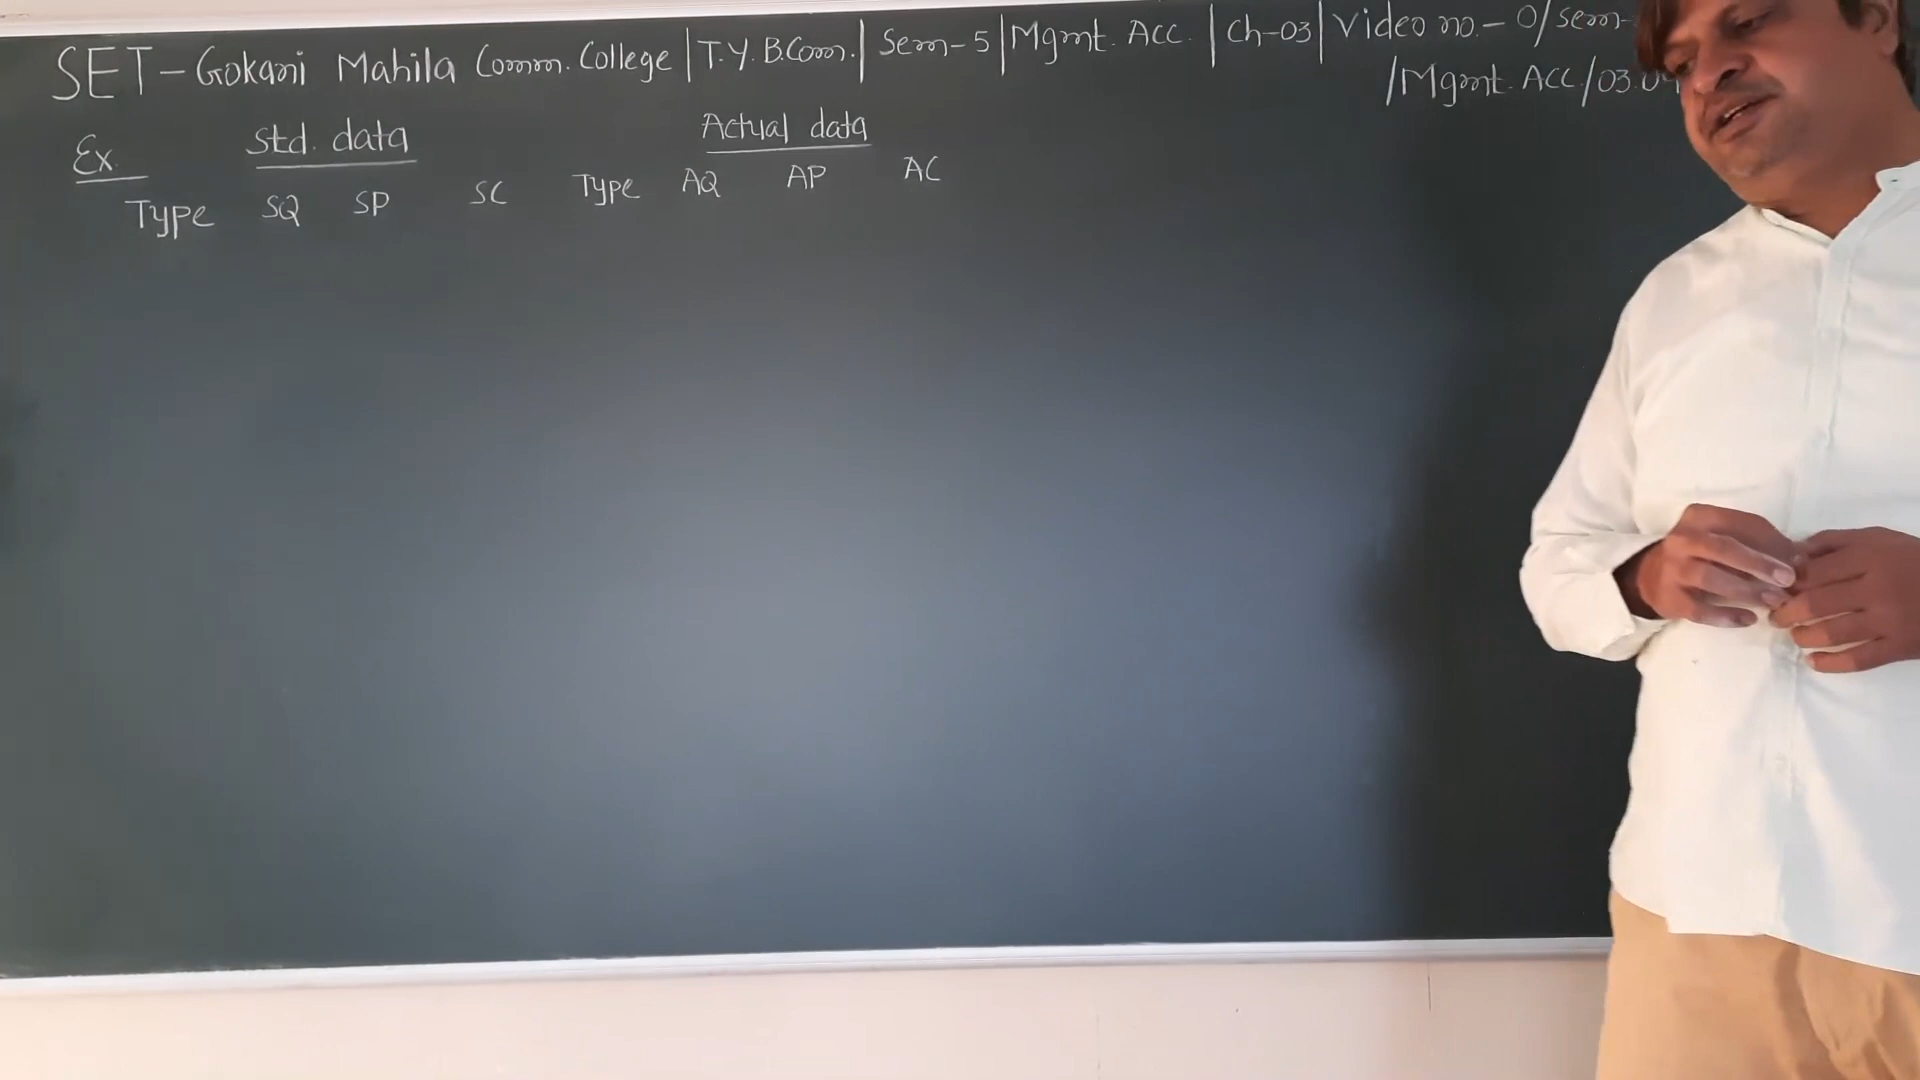 SET - Gokani Mahila Comm. College | T.Y. B.Com. | Sem-5 | Mgmt. Acc. | Ch-03 | Video no. - 0/sem-
/Mgmt. Acc/03.04
Ex. Std. data Actual data
Type SQ SP SC Type AQ AP AC